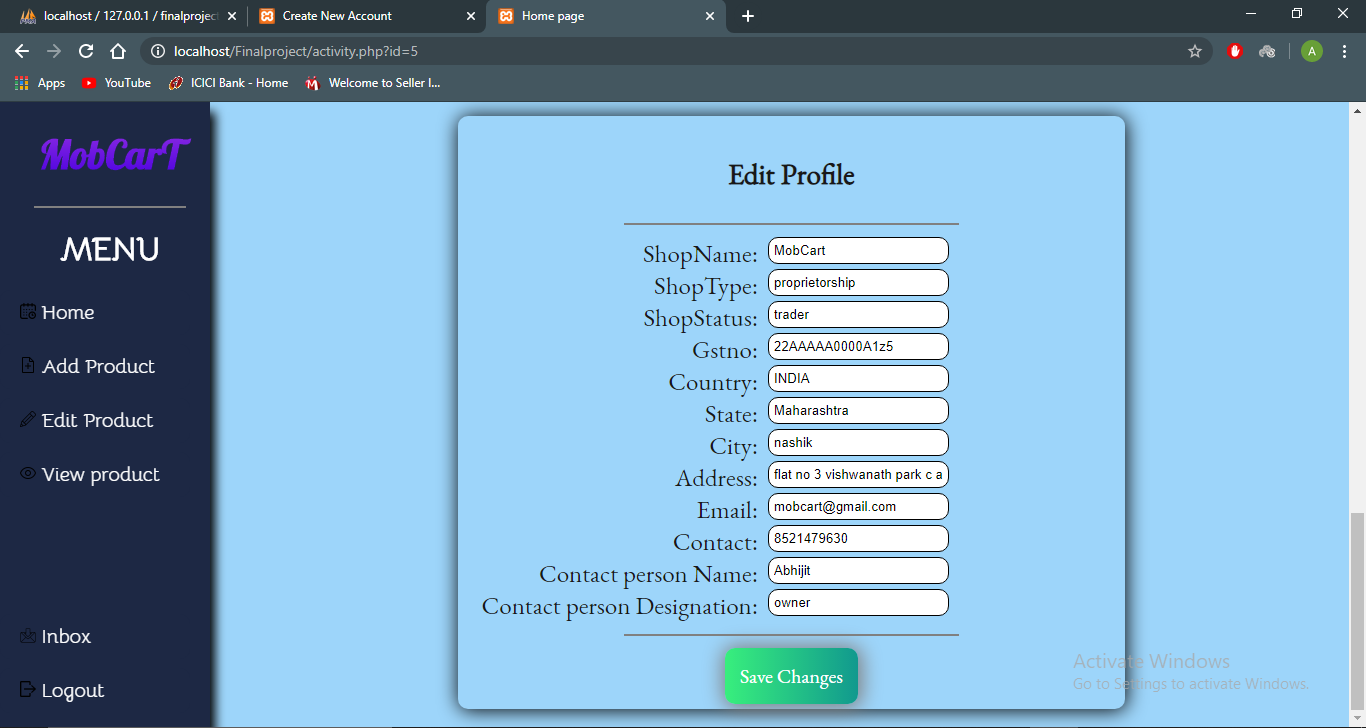 localhost / 127.0.0.1 / finalproject
Create New Account
Home page
localhost/Finalproject/activity.php?id=5
A
Apps
YouTube
ICICI Bank - Home
Welcome to Seller I...
MobCarT
MENU
Home
Add Product
Edit Product
View product
Inbox
Logout
Edit Profile
ShopName: MobCart
ShopType: proprietorship
ShopStatus: trader
Gstno: 22AAAAA0000A1z5
Country: INDIA
State: Maharashtra
City: nashik
Address: flat no 3 vishwanath park c a
Email: mobcart@gmail.com
Contact: 8521479630
Contact person Name: Abhijit
Contact person Designation: owner
Save Changes
Activate Windows
Go to Settings to activate Windows.